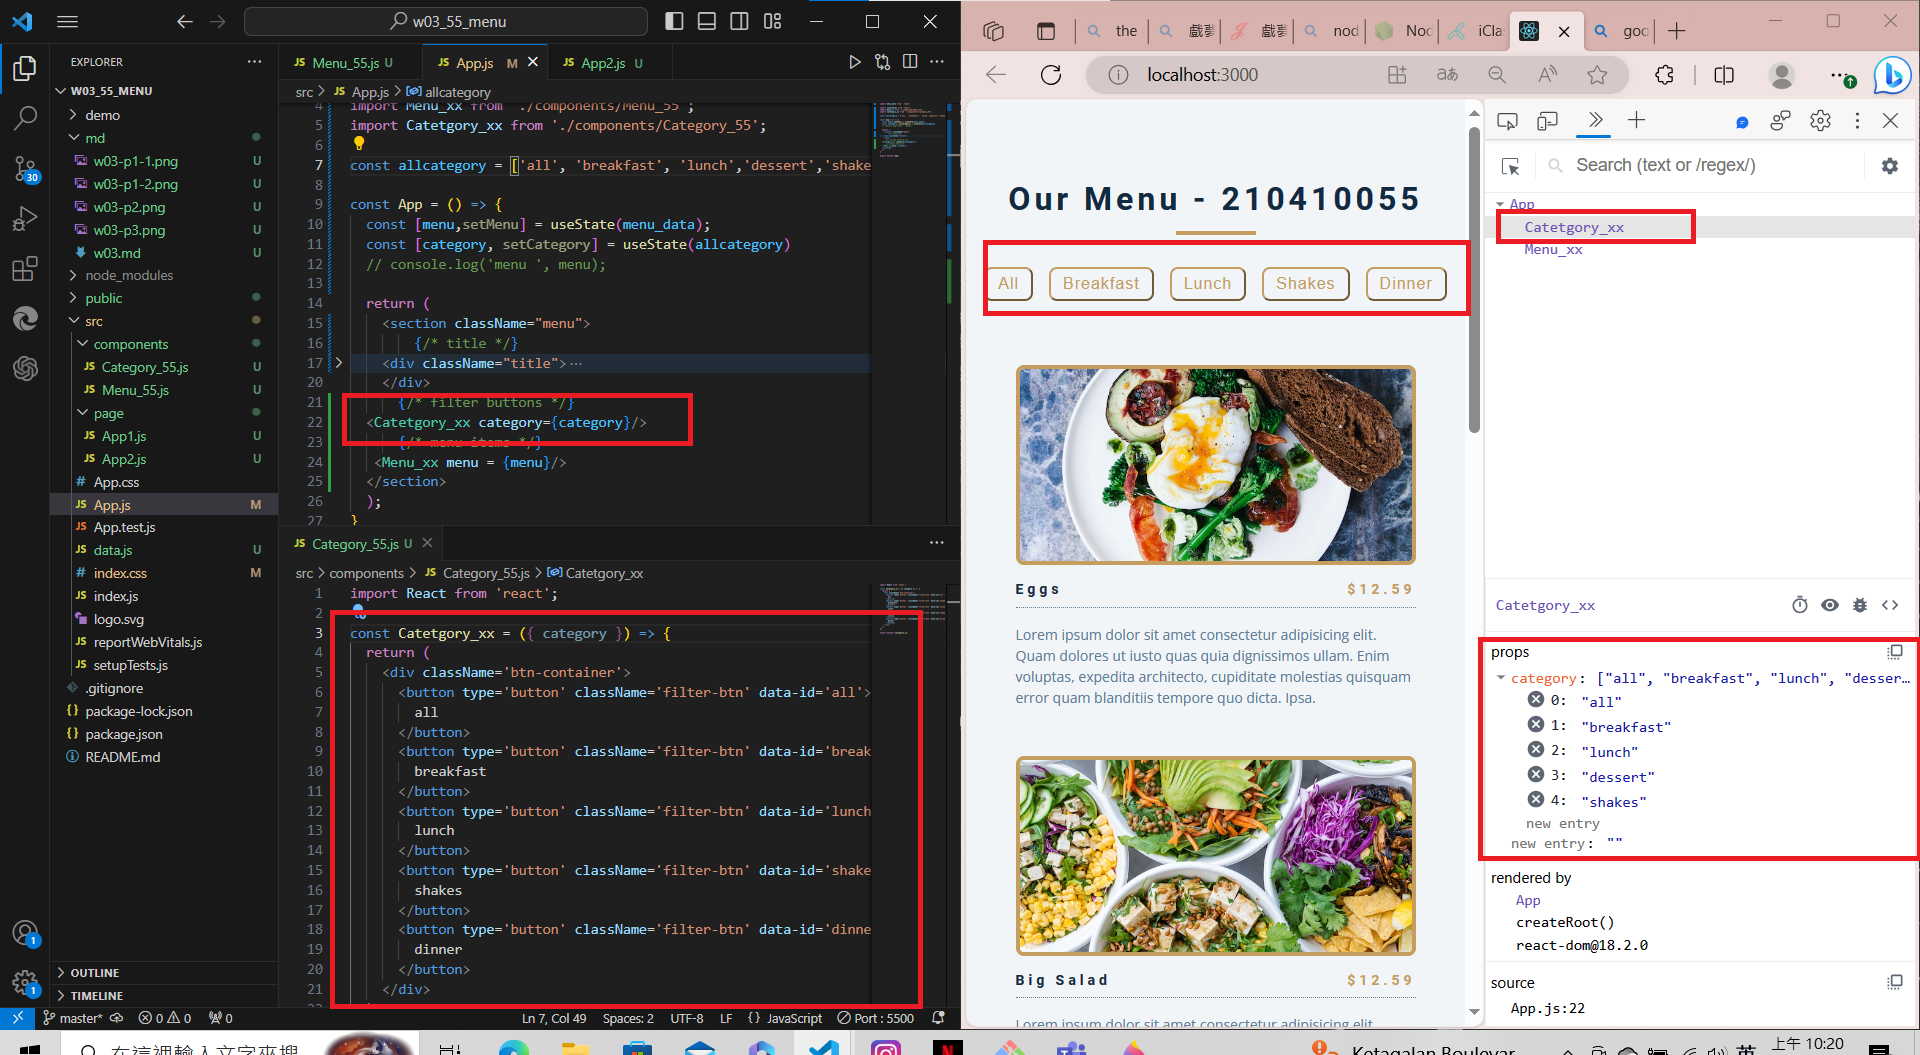 w03_55_menu
EXPLORER
W03_55_MENU
demo
md
w03-p1-1.png U
w03-p1-2.png U
w03-p2.png U
w03-p3.png U
w03.md U
node_modules
public
src
components
Category_55.js U
Menu_55.js U
page
App1.js U
App2.js U
App.css
App.js M
App.test.js
data.js U
index.css M
index.js
logo.svg
reportWebVitals.js
setupTests.js
.gitignore
package-lock.json
package.json
README.md
OUTLINE
TIMELINE
30
1
1
JS Menu_55.js U
JS App.js M
JS App2.js U
src > JS App.js > allcategory
4 import Menu_xx from './components/Menu_55';
5 import Catetgory_xx from './components/Category_55';
6
7 const allcategory = ['all', 'breakfast', 'lunch','dessert','shake
8
9 const App = () => {
10 const [menu,setMenu] = useState(menu_data);
11 const [category, setCategory] = useState(allcategory)
12 // console.log('menu ', menu);
13
14 return (
15 <section className="menu">
16 {/* title */}
17 <div className="title">⋯
20 </div>
21 {/* filter buttons */}
22 <Catetgory_xx category={category}/>
23 {/* menu items */}
24 <Menu_xx menu = {menu}/>
25 </section>
26 );
27 }
JS Category_55.js U
src > components > JS Category_55.js > Catetgory_xx
1 import React from 'react';
2
3 const Catetgory_xx = ({ category }) => {
4 return (
5 <div className='btn-container'>
6 <button type='button' className='filter-btn' data-id='all'>
7 all
8 </button>
9 <button type='button' className='filter-btn' data-id='break
10 breakfast
11 </button>
12 <button type='button' className='filter-btn' data-id='lunch
13 lunch
14 </button>
15 <button type='button' className='filter-btn' data-id='shake
16 shakes
17 </button>
18 <button type='button' className='filter-btn' data-id='dinne
19 dinner
20 </button>
21 </div>
master* 0 0 0 Ln 7, Col 49 Spaces: 2 UTF-8 LF {} JavaScript Port : 5500
the
nod
Noc
iCla
goo
localhost:3000
Our Menu - 210410055
All Breakfast Lunch Shakes Dinner
Eggs $12.59
Lorem ipsum dolor sit amet consectetur adipisicing elit.
Quam dolores ut iusto quas quia dignissimos ullam. Enim
voluptas, expedita architecto, cupiditate molestias quisquam
error quam blanditiis tempore quo dicta. Ipsa.
Big Salad $12.59
Lorem ipsum dolor sit amet consectetur adipisicing elit.
Search (text or /regex/)
App
Catetgory_xx
Menu_xx
Catetgory_xx
props
category: ["all", "breakfast", "lunch", "desser…
0: "all"
1: "breakfast"
2: "lunch"
3: "dessert"
4: "shakes"
new entry
new entry: ""
rendered by
App
createRoot()
react-dom@18.2.0
source
App.js:22
在這裡輸入文字來搜
Ketagalan Boulevar
英
上午 10:20